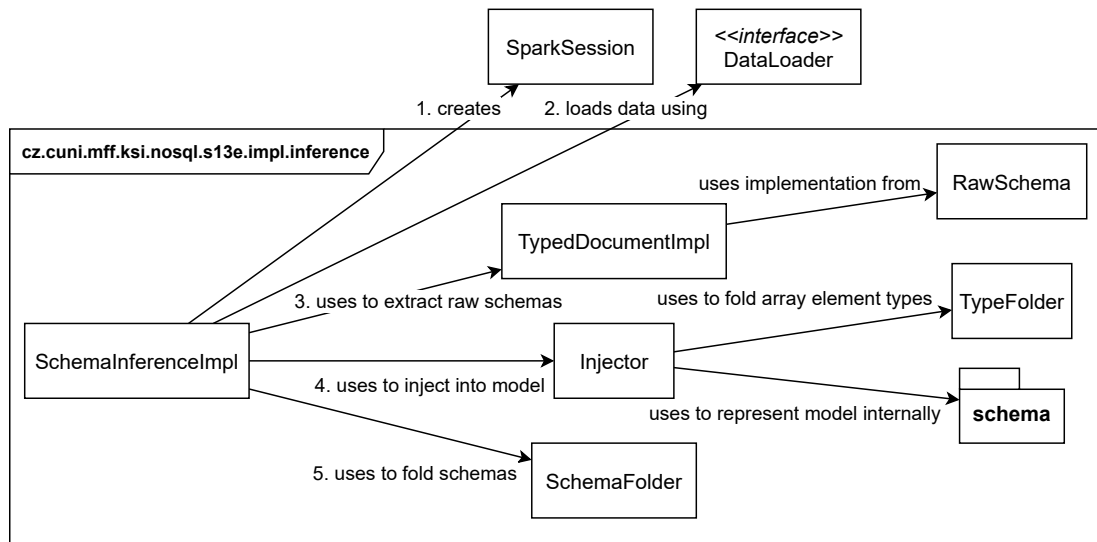 SparkSession
<<interface>>
DataLoader
1. creates
2. loads data using
cz.cuni.mff.ksi.nosql.s13e.impl.inference
uses implementation from
RawSchema
TypedDocumentImpl
3. uses to extract raw schemas
uses to fold array element types
TypeFolder
SchemaInferenceImpl
Injector
4. uses to inject into model
uses to represent model internally
schema
5. uses to fold schemas
SchemaFolder